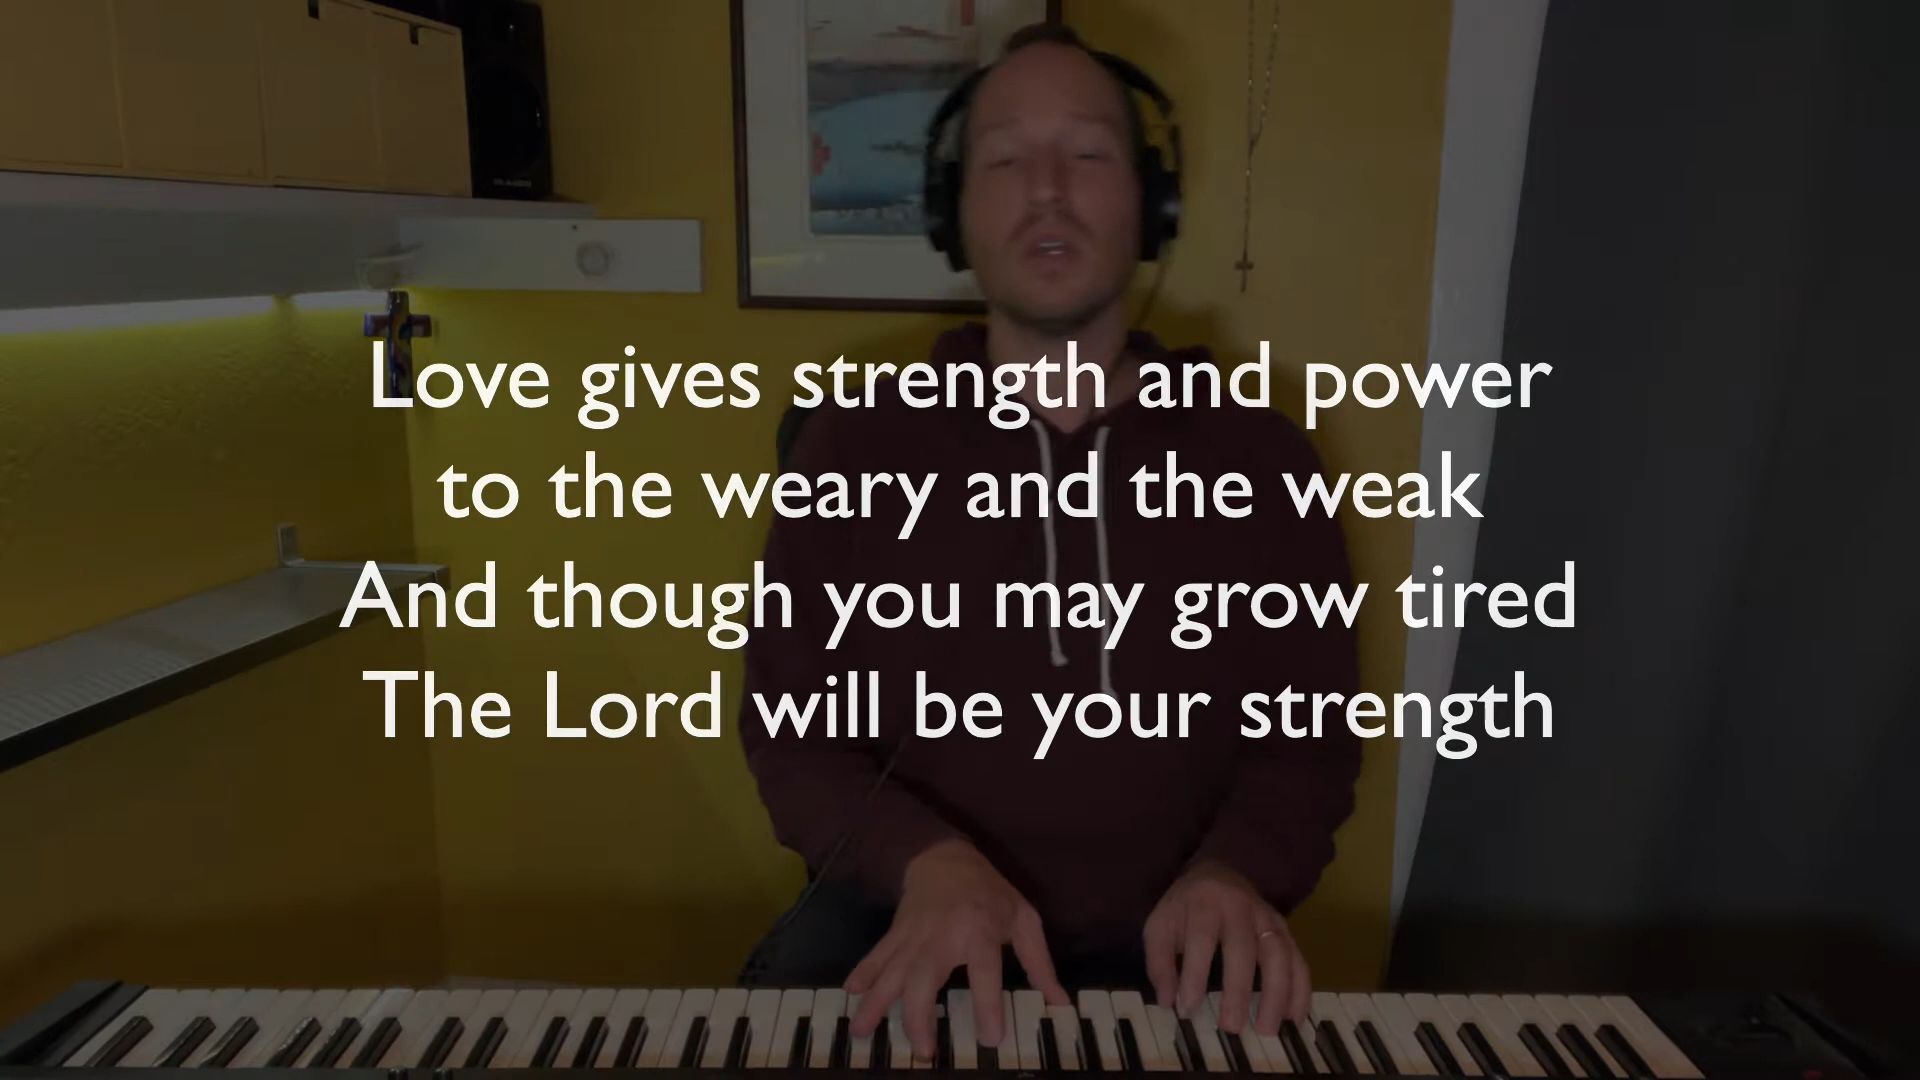 Love gives strength and power
to the weary and the weak
And though you may grow tired
The Lord will be your strength